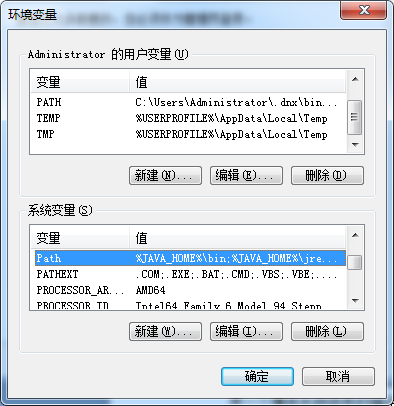 环境变量
Administrator 的用户变量(U)
变量 值
PATH C:\Users\Administrator\.dnx\bin...
TEMP %USERPROFILE%\AppData\Local\Temp
TMP %USERPROFILE%\AppData\Local\Temp
新建(N)... 编辑(E)... 删除(D)
系统变量(S)
变量 值
Path %JAVA_HOME%\bin;%JAVA_HOME%\jre...
PATHEXT .COM;.EXE;.BAT;.CMD;.VBS;.VBE;....
PROCESSOR_AR... AMD64
PROCESSOR_ID Intel64 Family 6 Model 94 Stepp
新建(W)... 编辑(I)... 删除(L)
确定 取消